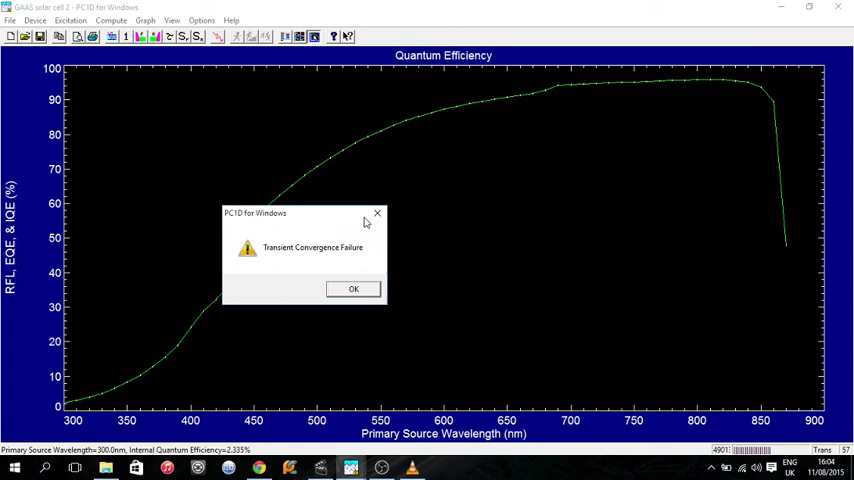 GAAS solar cell 2 - PC1D for Windows
File Device Excitation Compute Graph View Options Help
Quantum Efficiency
100
90
80
70
60
50
40
30
20
10
0
RFL, EQE, & IQE (%)
PC1D for Windows
Transient Convergence Failure
OK
300 350 400 450 500 550 600 650 700 750 800 850 900
Primary Source Wavelength (nm)
Primary Source Wavelength=300.0nm, Internal Quantum Efficiency=2.335%
Trans 57
ENG 16:04
UK 11/08/2015